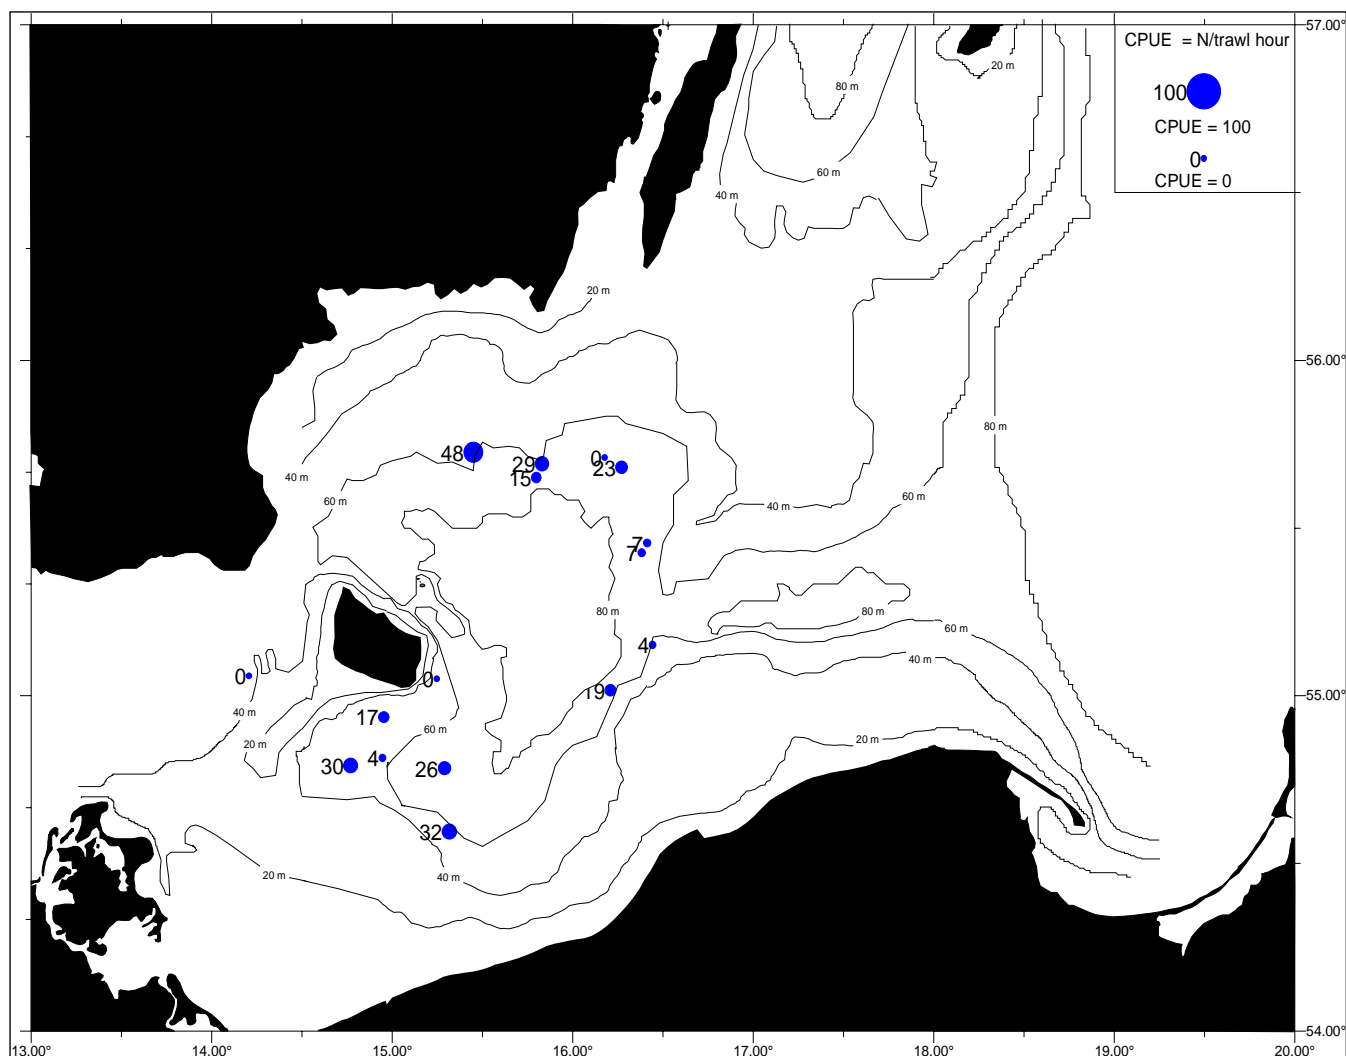 57.00°
CPUE = N/trawl hour
20 m
80 m
100
CPUE = 100
0
CPUE = 0
60 m
40 m
20 m
56.00°
80 m
48
29
0
23
15
40 m
60 m
60 m
40 m
7
7
80 m
80 m
60 m
4
40 m
0
0
19
55.00°
40 m
17
60 m
20 m
20 m
4
30
26
32
20 m
40 m
54.00°
13.00°
14.00°
15.00°
16.00°
17.00°
18.00°
19.00°
20.00°